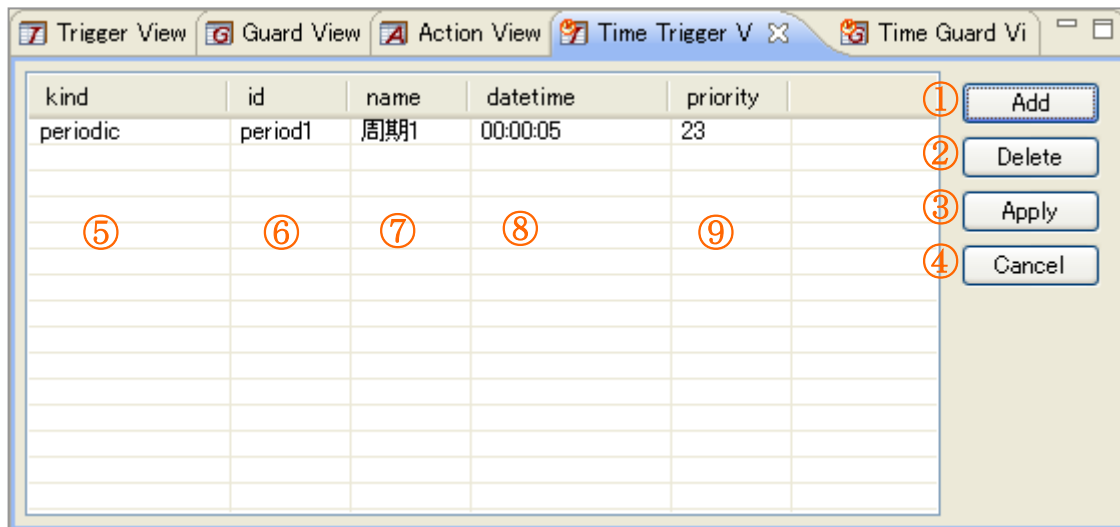 Trigger View Guard View Action View Time Trigger V Time Guard Vi
kind id name datetime priority
① Add
periodic period1 周期1 00:00:05 23
② Delete
③ Apply
⑤ ⑥ ⑦ ⑧ ⑨
④ Cancel